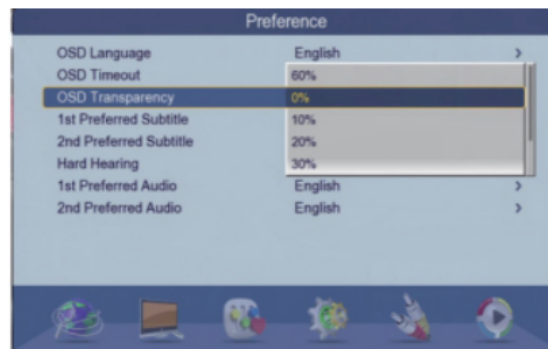 Preference
OSD Language English >
OSD Timeout 60%
OSD Transparency 0%
1st Preferred Subtitle 10%
2nd Preferred Subtitle 20%
Hard Hearing 30%
1st Preferred Audio English >
2nd Preferred Audio English >